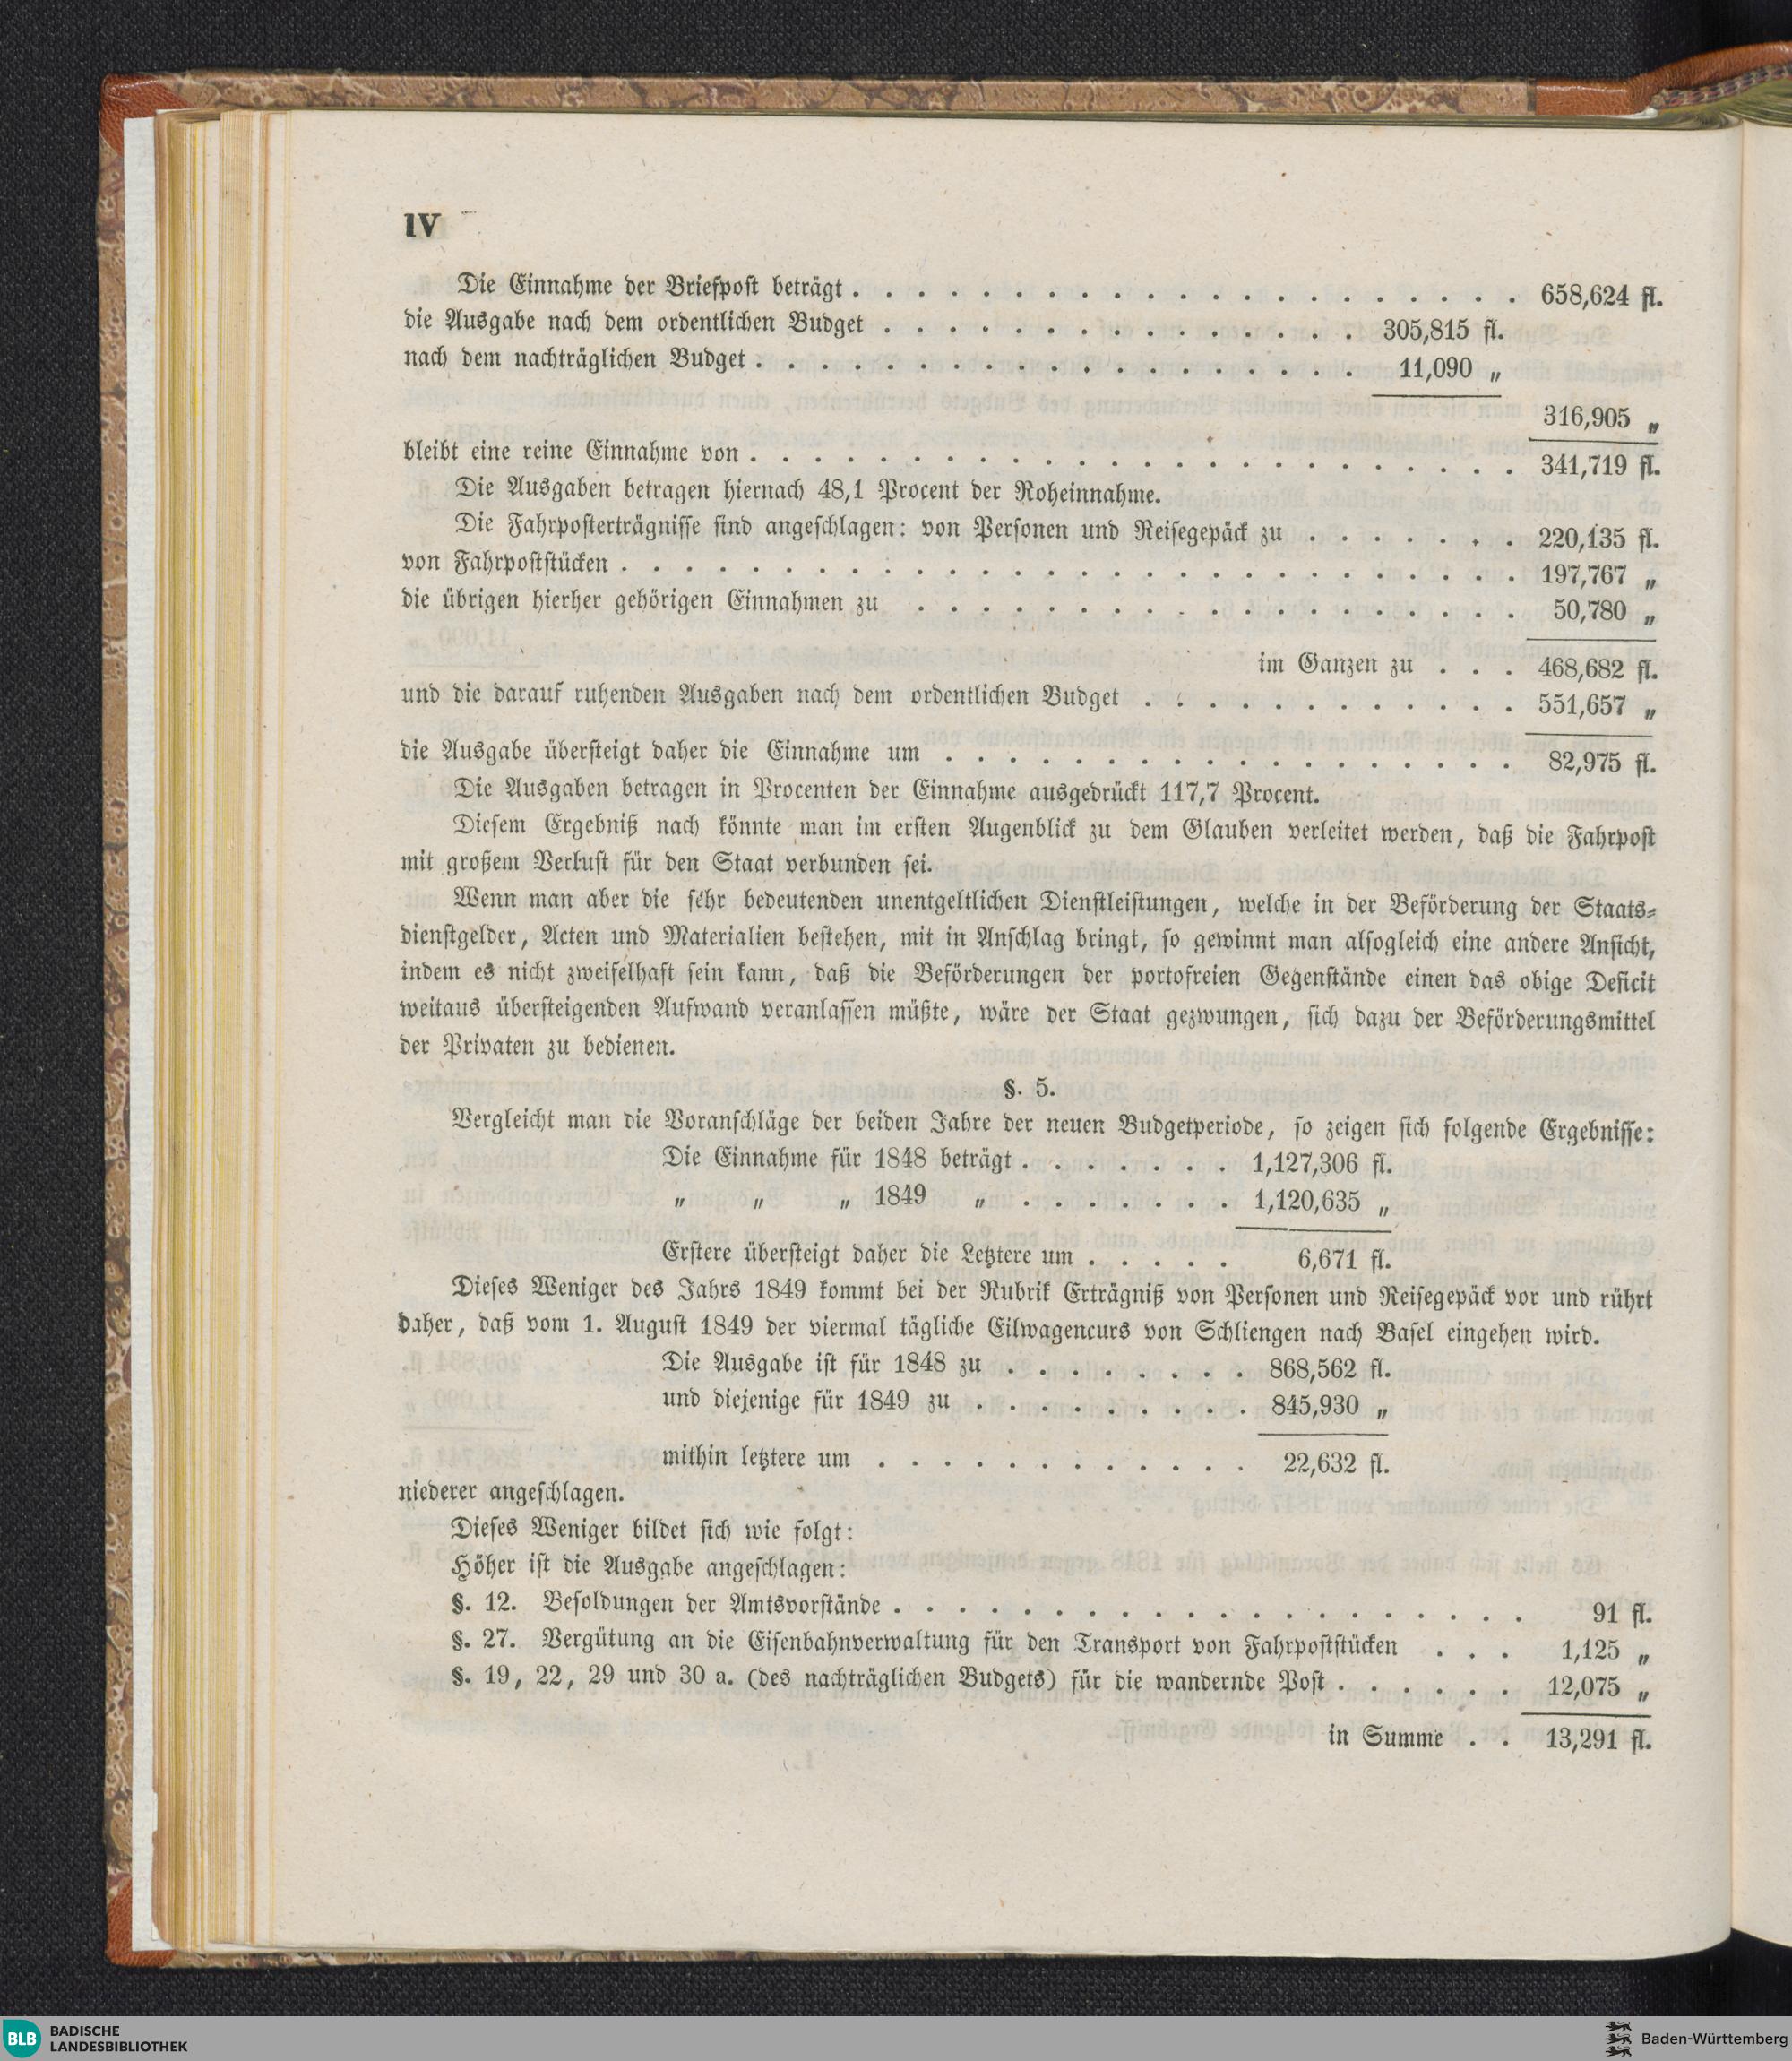 IV
Die Einnahme der Briefpost beträgt . . . . . . . . . . . . . . . . . . . . . 658,624 fl.
die Ausgabe nach dem ordentlichen Budget . . . . . . . . . . . . . . . 305,815 fl.
nach dem nachträglichen Budget . . . . . . . . . . . . . . . . . . . 11,090 „
316,905 „
bleibt eine reine Einnahme von . . . . . . . . . . . . . . . . . . . . . . . . 341,719 fl.
Die Ausgaben betragen hiernach 48,1 Procent der Roheinnahme.
Die Fahrposterträgnisse sind angeschlagen: von Personen und Reisegepäck zu . . . . . . . 220,135 fl.
von Fahrpoststücken . . . . . . . . . . . . . . . . . . . . . . . . . . . . 197,767 „
die übrigen hierher gehörigen Einnahmen zu . . . . . . . . . . . . . . . . . . . 50,780 „
im Ganzen zu . . . 468,682 fl.
und die darauf ruhenden Ausgaben nach dem ordentlichen Budget . . . . . . . . . . . . 551,657 „
die Ausgabe übersteigt daher die Einnahme um . . . . . . . . . . . . . . . . . . 82,975 fl.
Die Ausgaben betragen in Procenten der Einnahme ausgedrückt 117,7 Procent.
Diesem Ergebniß nach könnte man im ersten Augenblick zu dem Glauben verleitet werden, daß die Fahrpost
mit großem Verlust für den Staat verbunden sei.
Wenn man aber die sehr bedeutenden unentgeltlichen Dienstleistungen, welche in der Beförderung der Staats-
dienstgelder, Acten und Materialien bestehen, mit in Anschlag bringt, so gewinnt man alsogleich eine andere Ansicht,
indem es nicht zweifelhaft sein kann, daß die Beförderungen der portofreien Gegenstände einen das obige Deficit
weitaus übersteigenden Aufwand veranlassen müßte, wäre der Staat gezwungen, sich dazu der Beförderungsmittel
der Privaten zu bedienen.
§. 5.
Vergleicht man die Voranschläge der beiden Jahre der neuen Budgetperiode, so zeigen sich folgende Ergebnisse:
Die Einnahme für 1848 beträgt . . . . . . . 1,127,306 fl.
„ „ „ 1849 „ . . . . . . . 1,120,635 „
Erstere übersteigt daher die Letztere um . . . . . 6,671 fl.
Dieses Weniger des Jahrs 1849 kommt bei der Rubrik Erträgniß von Personen und Reisegepäck vor und rührt
daher, daß vom 1. August 1849 der viermal tägliche Eilwagencurs von Schliengen nach Basel eingehen wird.
Die Ausgabe ist für 1848 zu . . . . . . . . 868,562 fl.
und diejenige für 1849 zu . . . . . . . . . 845,930 „
mithin letztere um . . . . . . . . . . . . 22,632 fl.
niederer angeschlagen.
Dieses Weniger bildet sich wie folgt:
Höher ist die Ausgabe angeschlagen:
§. 12. Besoldungen der Amtsvorstände . . . . . . . . . . . . . . . . . . . . 91 fl.
§. 27. Vergütung an die Eisenbahnverwaltung für den Transport von Fahrpoststücken . . . 1,125 „
§. 19, 22, 29 und 30 a. (des nachträglichen Budgets) für die wandernde Post . . . . . . 12,075 „
in Summe . . 13,291 fl.
BLB BADISCHE
LANDESBIBLIOTHEK
Baden-Württemberg